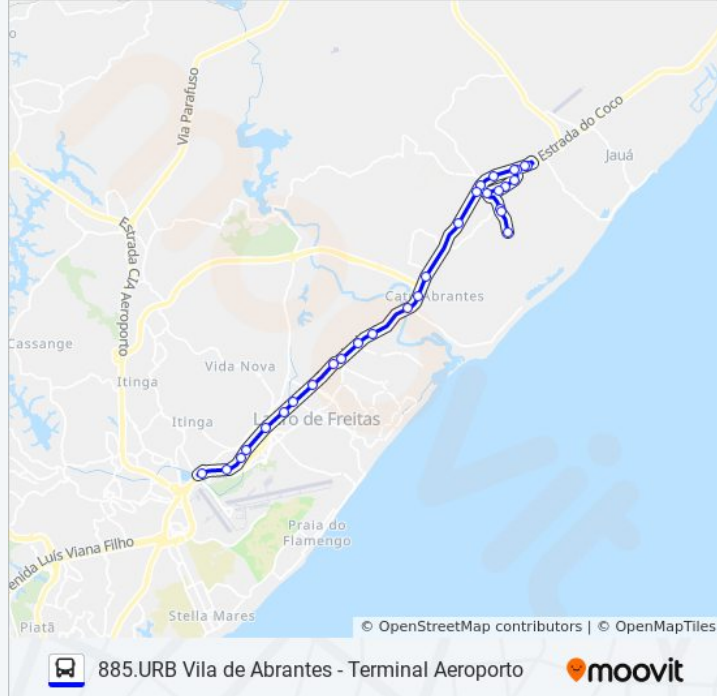 o
Via Parafuso
Estrada do Coco
Jauá
Estrada CIA Aeroporto
Cassange
Catu Abrantes
Vida Nova
Itinga
Itinga
Lauro de Freitas
Praia do
Flamengo
enida Luís Viana Filho
Stella Mares
Piatã
moovit
© OpenStreetMap contributors | © OpenMapTiles
885.URB Vila de Abrantes - Terminal Aeroporto
moovit